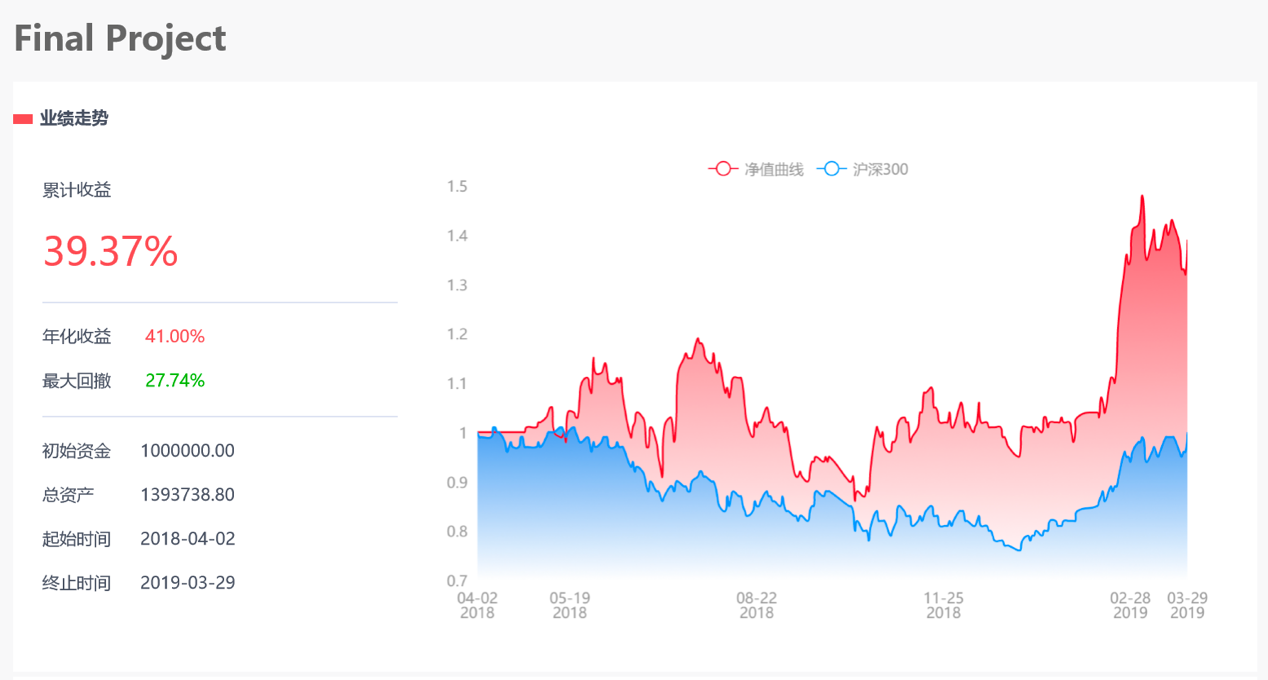 Final Project
业绩走势
累计收益
39.37%
年化收益 41.00%
最大回撤 27.74%
初始资金 1000000.00
总资产 1393738.80
起始时间 2018-04-02
终止时间 2019-03-29
净值曲线 沪深300
1.5
1.4
1.3
1.2
1.1
1
0.9
0.8
0.7
04-02 05-19 08-22 11-25 02-28 03-29
2018 2018 2018 2018 2019 2019